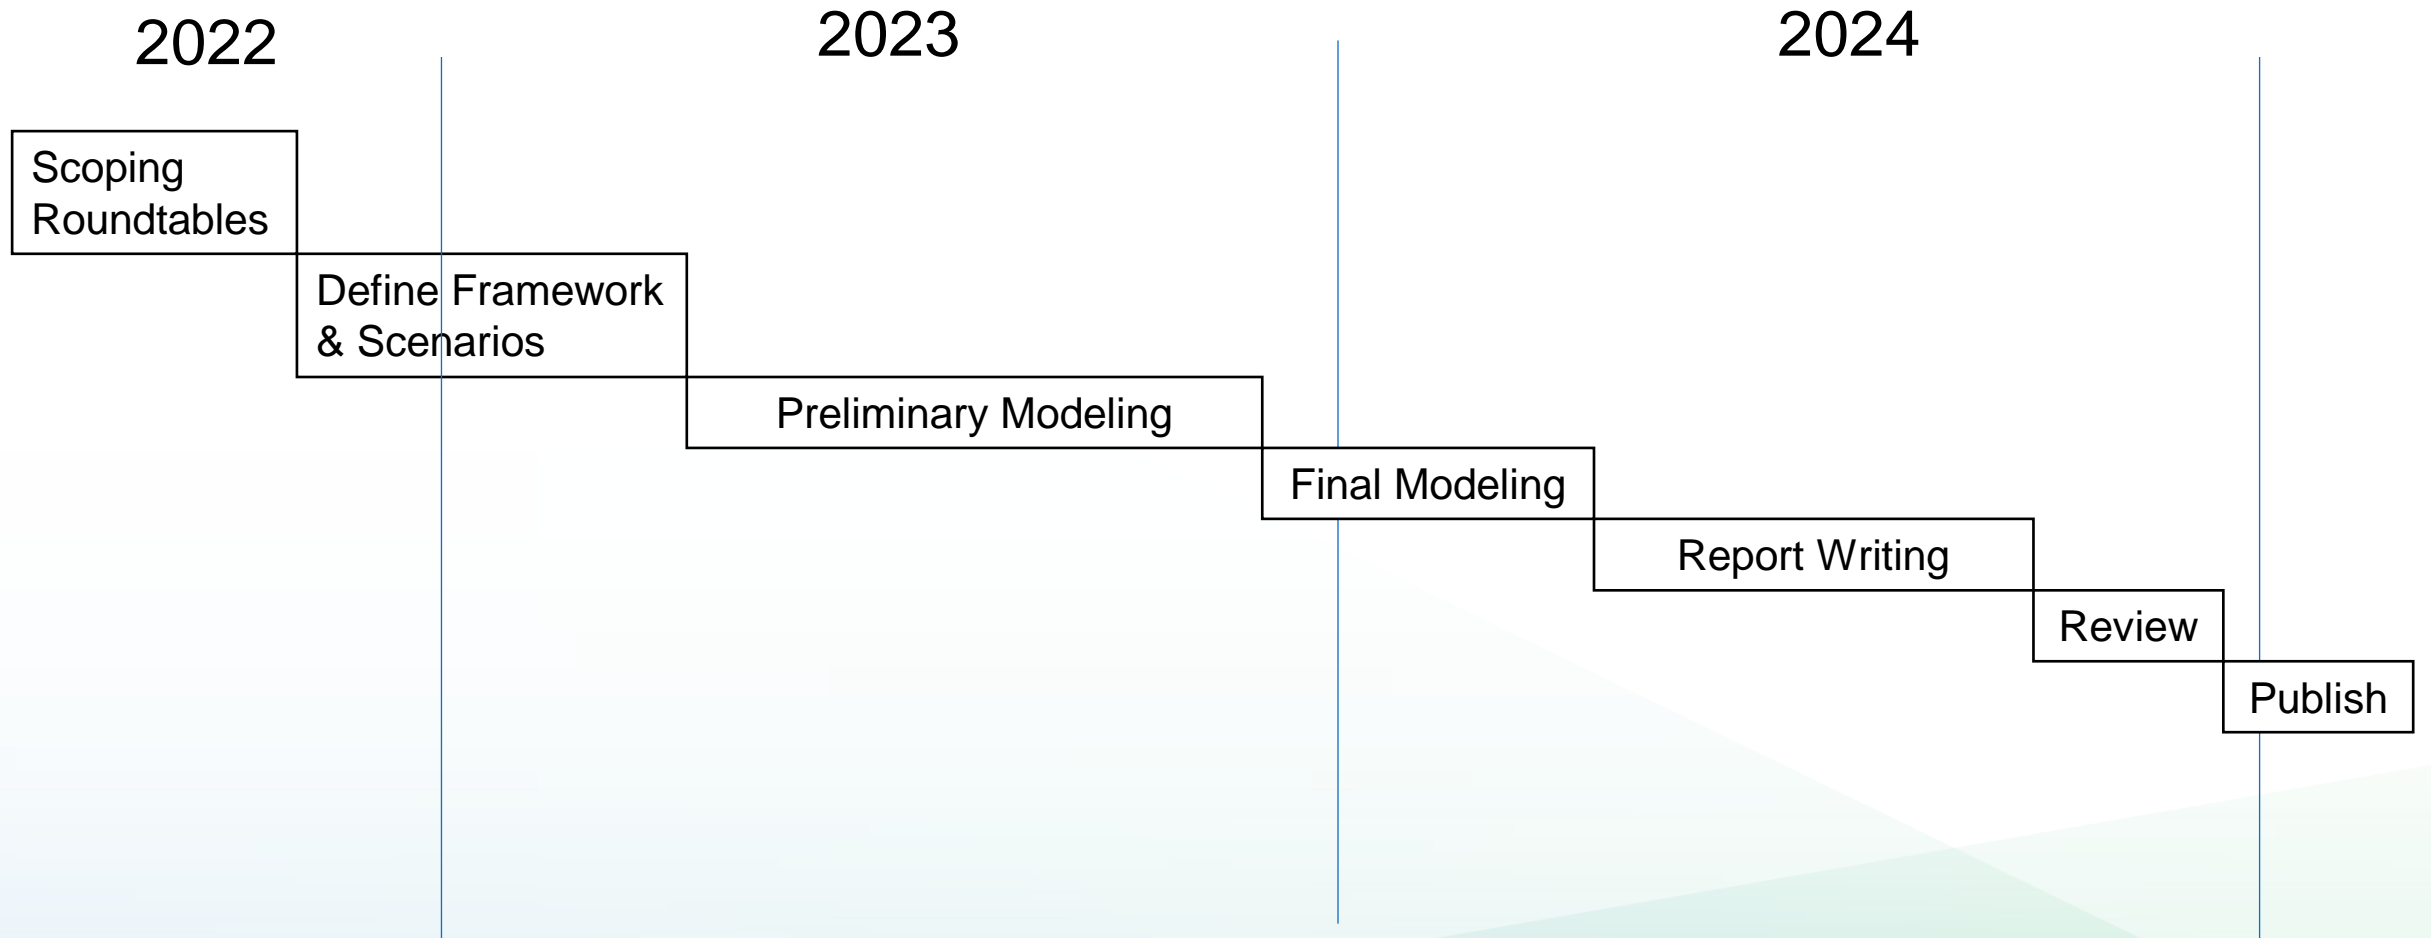 2022
2023
2024
Scoping
Roundtables
Define Framework
& Scenarios
Preliminary Modeling
Final Modeling
Report Writing
Review
Publish